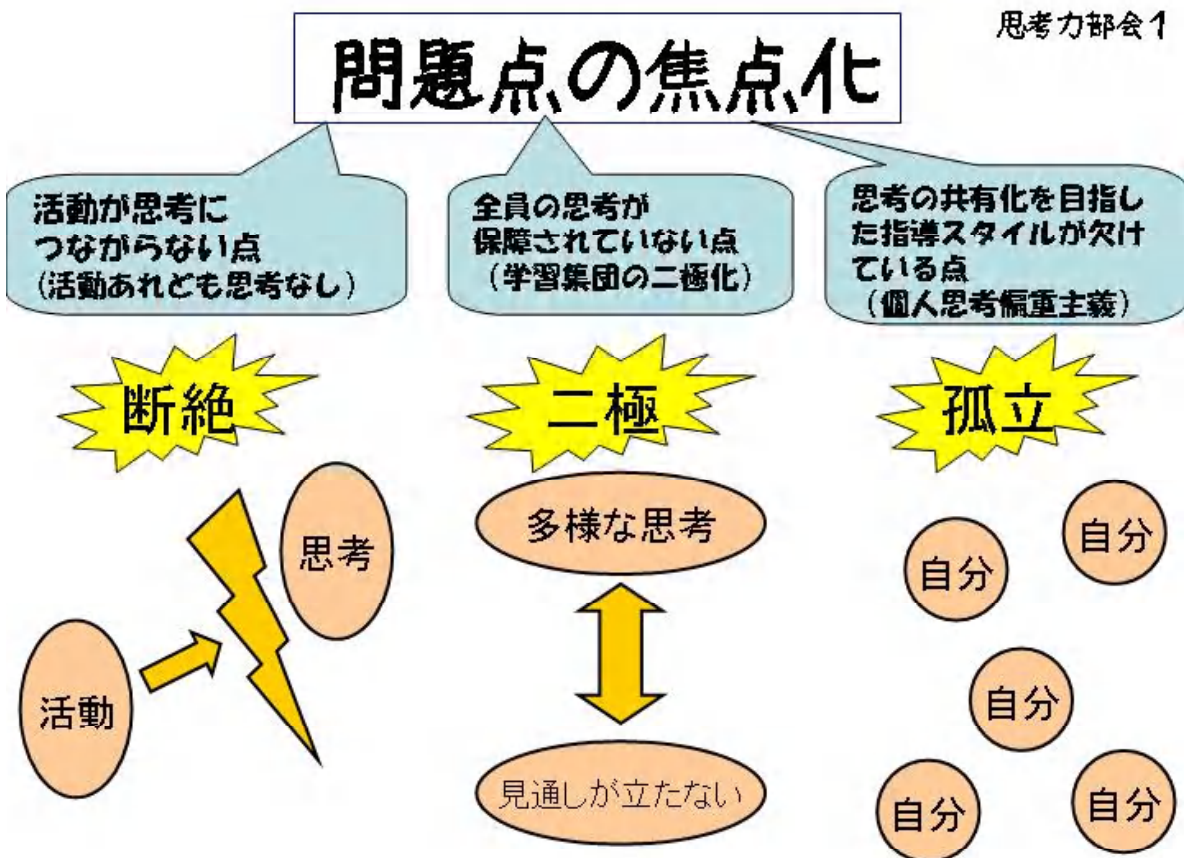 思考力部会1
問題点の焦点化
活動が思考に
つながらない点
(活動あれども思考なし)
全員の思考が
保障されていない点
(学習集団の二極化)
思考の共有化を目指し
た指導スタイルが欠け
ている点
(個人思考偏重主義)
断絶
二極
孤立
思考
活動
多様な思考
見通しが立たない
自分
自分
自分
自分
自分